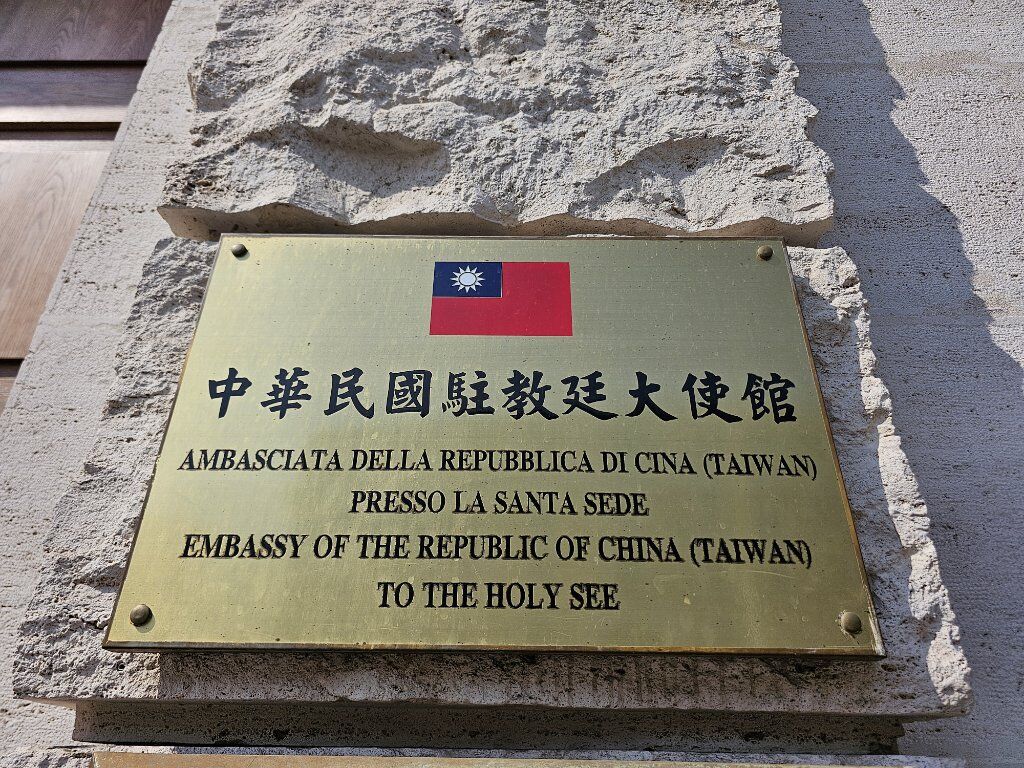 中華民國駐教廷大使館
AMBASCIATA DELLA REPUBBLICA DI CINA (TAIWAN)
PRESSO LA SANTA SEDE
EMBASSY OF THE REPUBLIC OF CHINA (TAIWAN)
TO THE HOLY SEE